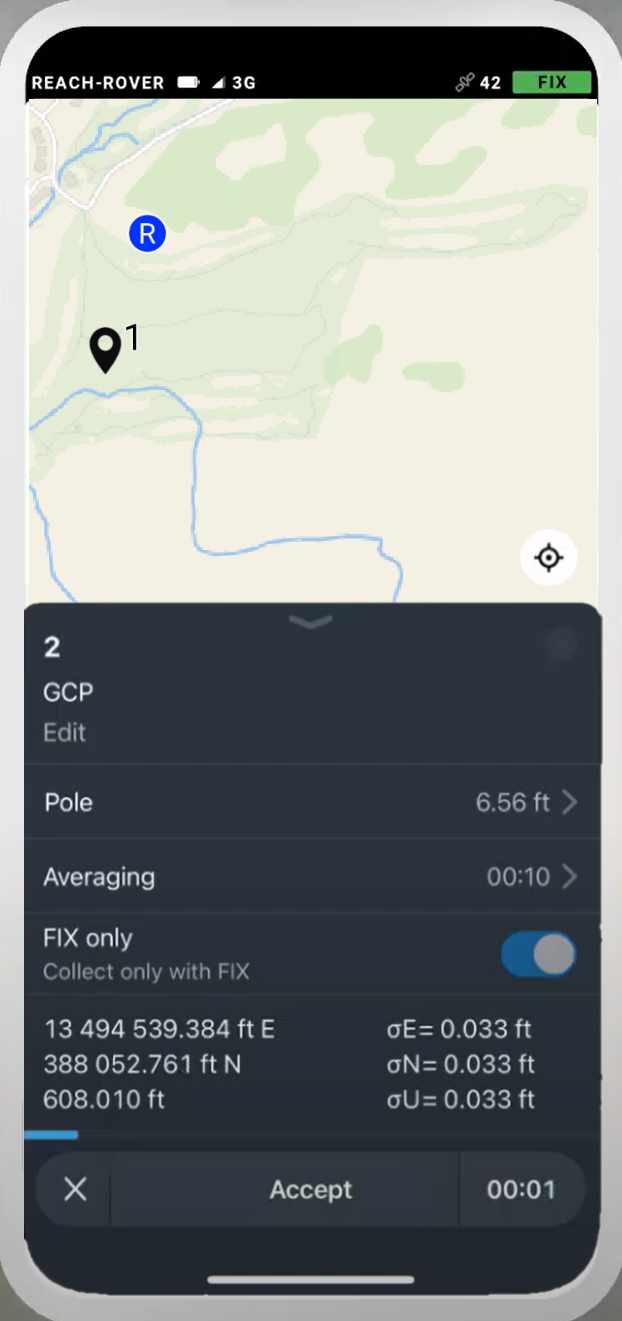 REACH-ROVER 3G 42 FIX
R
1
2
GCP
Edit
Pole 6.56 ft
Averaging 00:10
FIX only
Collect only with FIX
13 494 539.384 ft E σE= 0.033 ft
388 052.761 ft N σN= 0.033 ft
608.010 ft σU= 0.033 ft
Accept 00:01